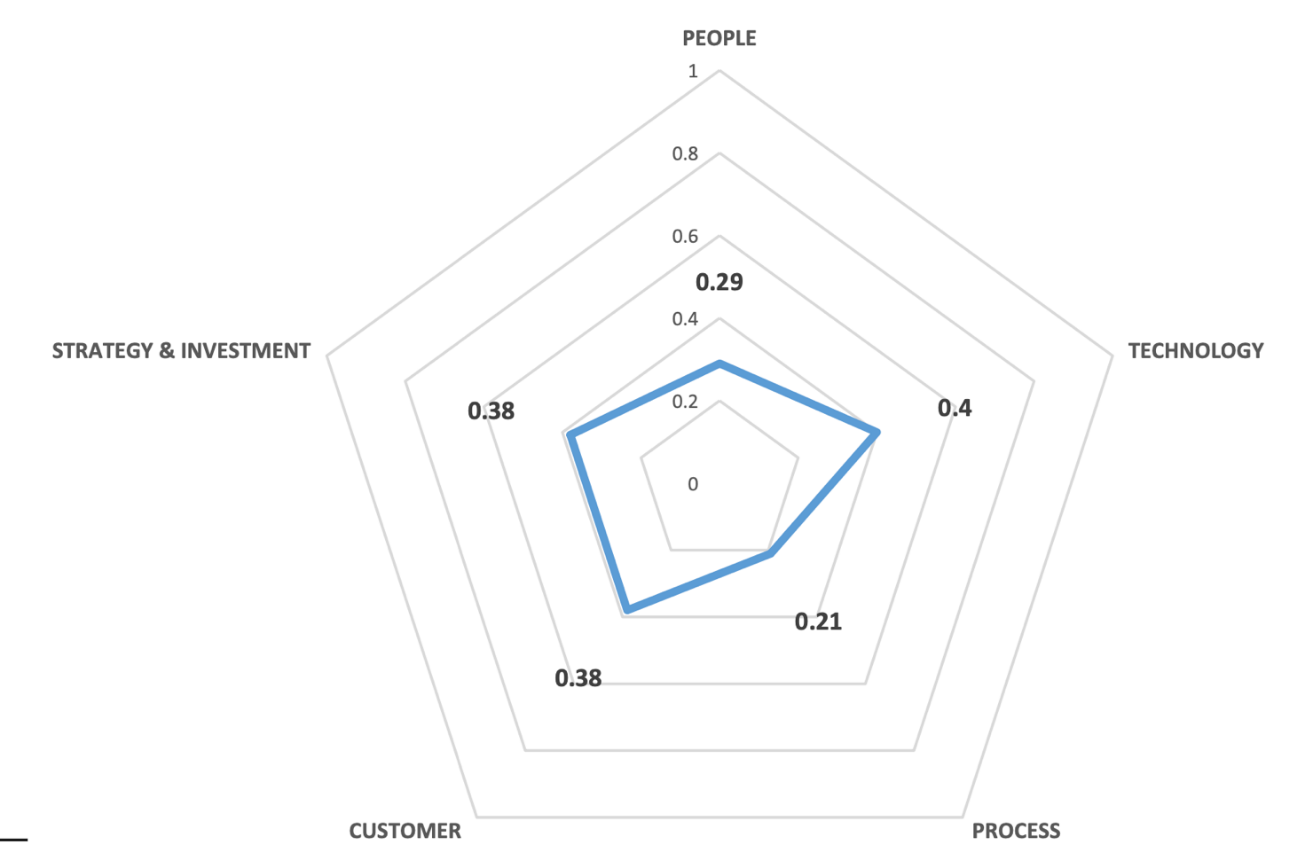 PEOPLE
1
0.8
0.6
0.29
0.4
STRATEGY & INVESTMENT
TECHNOLOGY
0.38
0.2
0.4
0
0.21
0.38
CUSTOMER
PROCESS